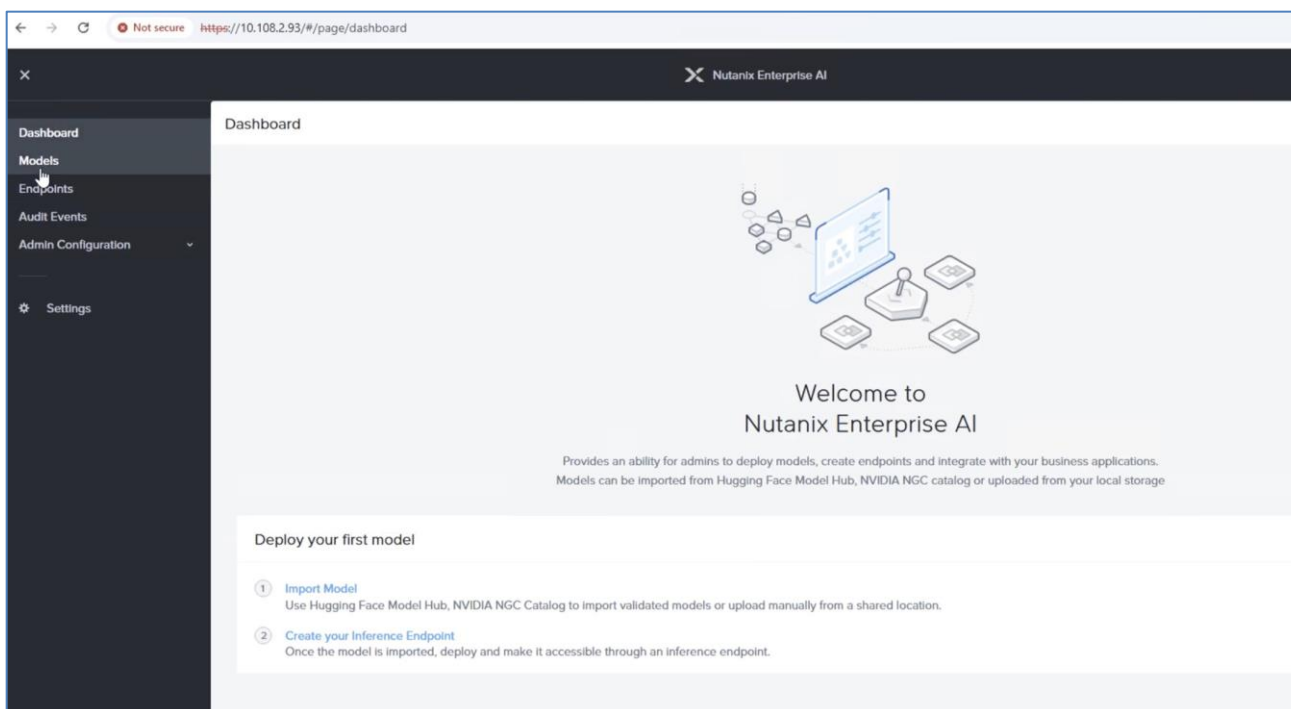 Not secure https://10.108.2.93/#/page/dashboard
Nutanix Enterprise AI
Dashboard
Models
Endpoints
Audit Events
Admin Configuration
Settings
Dashboard
Welcome to
Nutanix Enterprise AI
Provides an ability for admins to deploy models, create endpoints and integrate with your business applications.
Models can be imported from Hugging Face Model Hub, NVIDIA NGC catalog or uploaded from your local storage
Deploy your first model
1 Import Model
Use Hugging Face Model Hub, NVIDIA NGC Catalog to import validated models or upload manually from a shared location.
2 Create your Inference Endpoint
Once the model is imported, deploy and make it accessible through an inference endpoint.